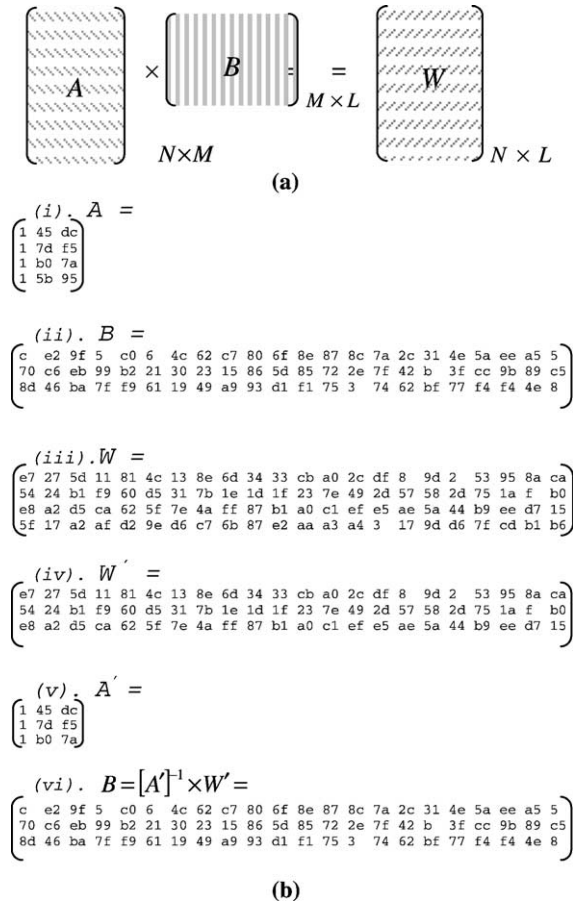 A × B = = W
M × L
N×M
N × L
(a)
(i). A =
1 45 dc
1 7d f5
1 b0 7a
1 5b 95
(ii). B =
c e2 9f 5 c0 6 4c 62 c7 80 6f 8e 87 8c 7a 2c 31 4e 5a ee a5 5
70 c6 eb 99 b2 21 30 23 15 86 5d 85 72 2e 7f 42 b 3f cc 9b 89 c5
8d 46 ba 7f f9 61 19 49 a9 93 d1 f1 75 3 74 62 bf 77 f4 f4 4e 8
(iii).W =
e7 27 5d 11 81 4c 13 8e 6d 34 33 cb a0 2c df 8 9d 2 53 95 8a ca
54 24 b1 f9 60 d5 31 7b 1e 1d 1f 23 7e 49 2d 57 58 2d 75 1a f b0
e8 a2 d5 ca 62 5f 7e 4a ff 87 b1 a0 c1 ef e5 ae 5a 44 b9 ee d7 15
5f 17 a2 af d2 9e d6 c7 6b 87 e2 aa a3 a4 3 17 9d d6 7f cd b1 b6
(iv). W′ =
e7 27 5d 11 81 4c 13 8e 6d 34 33 cb a0 2c df 8 9d 2 53 95 8a ca
54 24 b1 f9 60 d5 31 7b 1e 1d 1f 23 7e 49 2d 57 58 2d 75 1a f b0
e8 a2 d5 ca 62 5f 7e 4a ff 87 b1 a0 c1 ef e5 ae 5a 44 b9 ee d7 15
(v). A′ =
1 45 dc
1 7d f5
1 b0 7a
(vi). B=[A′]⁻¹×W′=
c e2 9f 5 c0 6 4c 62 c7 80 6f 8e 87 8c 7a 2c 31 4e 5a ee a5 5
70 c6 eb 99 b2 21 30 23 15 86 5d 85 72 2e 7f 42 b 3f cc 9b 89 c5
8d 46 ba 7f f9 61 19 49 a9 93 d1 f1 75 3 74 62 bf 77 f4 f4 4e 8
(b)